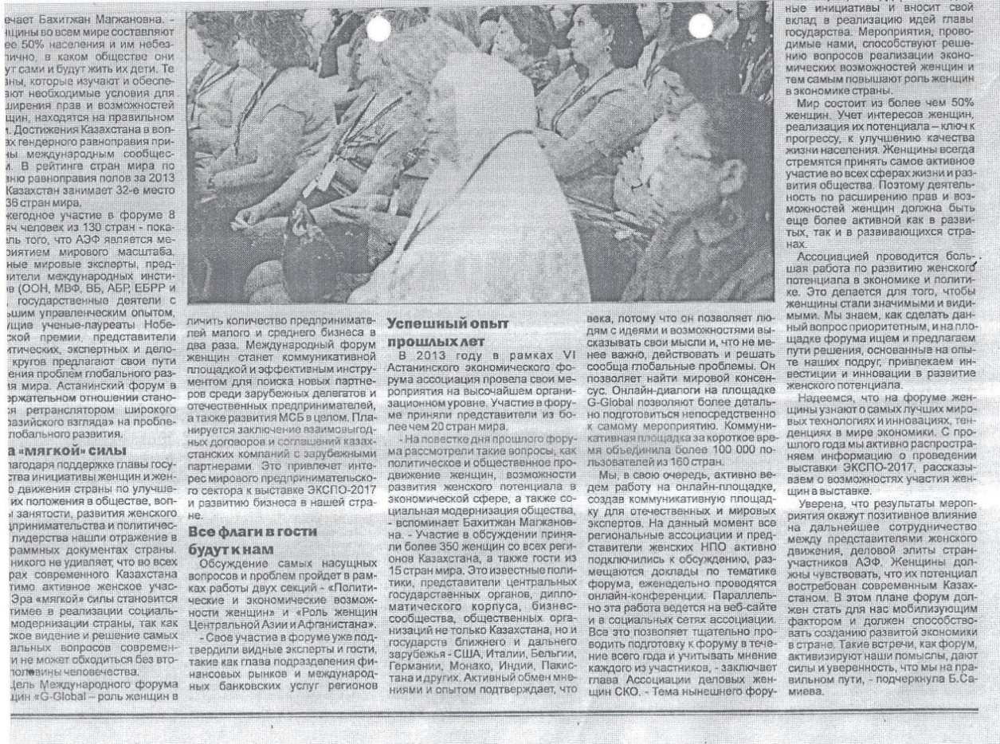 ечает Бахитжан Магжановна. -
нщины во всем мире составляют
ее 50% населения и им небез-
лично, в каком обществе они
ут сами и будут жить их дети. Те
аны, которые изучают и обеспе-
ают необходимые условия для
ширения прав и возможностей
щин, находятся на правильном
и. Достижения Казахстана в воп-
ах гендерного равноправия при-
ны международным сообщес-
м. В рейтинге стран мира по
вню равноправия полов за 2013
Казахстан занимает 32-е место
36 стран мира.
жегодное участие в форуме 8
яч человек из 130 стран - пока-
ель того, что АЭФ является ме-
риятием мирового масштаба,
ные мировые эксперты, пред-
вители международных инсти-
в (ООН, МВФ, ВБ, АБР, ЕБРР и
государственные деятели с
ьшим управленческим опытом,
ущие ученые-лауреаты Нобе-
ской премии, представители
итических, экспертных и дело-
кругов предлагают свои пути
ения проблем глобального раз-
ия мира. Астанинский форум в
ержательном отношении стано-
ся ретранслятором широкого
разийского взгляда» на пробле-
глобального развития.
а «мягкой» силы
лагодаря поддержке главы госу-
ства инициативы женщин и жен-
о движения страны по улучше-
их положения в обществе, воп-
ы занятости, развития женского
дпринимательства и политичес-
лидерства нашли отражение в
граммных документах страны.
никого не удивляет, что во всех
рах современного Казахстана
тимо активное женское учас-
Эра «мягкой» силы становится
тимее в реализации социаль-
модернизации страны, так как
ское видение и решение самых
альных вопросов современ-
и не может обходиться без вто-
половины человечества.
Цель Международного форума
щин «G-Global – роль женщин в
личить количество предпринимате-
лей малого и среднего бизнеса в
два раза. Международный форум
женщин станет коммуникативной
площадкой и эффективным инстру-
ментом для поиска новых партне-
ров среди зарубежных делегатов и
отечественных предпринимателей,
а также развития МСБ в целом. Пла-
нируется заключение взаимовыгод-
ных договоров и соглашений казах-
станских компаний с зарубежными
партнерами. Это привлечет инте-
рес мирового предпринимательско-
го сектора к выставке ЭКСПО-2017
и развитию бизнеса в нашей стра-
не.
Все флаги в гости
будут к нам
Обсуждение самых насущных
вопросов и проблем пройдет в рам-
ках работы двух секций - «Полити-
ческие и экономические возмож-
ности женщин» и «Роль женщин
Центральной Азии и Афганистана».
- Свое участие в форуме уже под-
твердили видные эксперты и гости,
такие как глава подразделения фи-
нансовых рынков и международ-
ных банковских услуг регионов
Успешный опыт
прошлых лет
В 2013 году в рамках VI
Астанинского экономического фо-
рума ассоциация провела свои ме-
роприятия на высочайшем органи-
зационном уровне. Участие в фору-
ме приняли представители из бо-
лее чем 20 стран мира.
- На повестке дня прошлого фору-
ма рассмотрели такие вопросы, как
политическое и общественное про-
движение женщин, возможности
развития женского потенциала в
экономической сфере, а также со-
циальная модернизация общества,
- вспоминает Бахитжан Магжанов-
на. - Участие в обсуждении приня-
ли более 350 женщин со всех реги-
онов Казахстана, а также гости из
15 стран мира. Это известные поли-
тики, представители центральных
государственных органов, дипло-
матического корпуса, бизнес-
сообщества, общественных орга-
низаций не только Казахстана, но и
государств ближнего и дальнего
зарубежья - США, Италии, Бельгии,
Германии, Монако, Индии, Пакис-
тана и других. Активный обмен мне-
ниями и опытом подтверждает, что
века, потому что он позволяет лю-
дям с идеями и возможностями вы-
сказывать свои мысли и, что не ме-
нее важно, действовать и решать
сообща глобальные проблемы. Он
позволяет найти мировой консен-
сус. Онлайн-диалоги на площадке
G-Global позволяют более деталь-
но подготовиться непосредственно
к самому мероприятию. Коммуни-
кативная площадка за короткое вре-
мя объединила более 100 000 по-
льзователей из 160 стран.
Мы, в свою очередь, активно ве-
дем работу на онлайн-площадке,
создав коммуникативную площад-
ку для отечественных и мировых
экспертов. На данный момент все
региональные ассоциации и пред-
ставители женских НПО активно
подключились к обсуждению, раз-
мещаются доклады по тематике
форума, еженедельно проводятся
онлайн-конференции. Параллель-
но эта работа ведется на веб-сайте
и в социальных сетях ассоциации.
Все это позволяет тщательно про-
водить подготовку к форуму в тече-
ние всего года и учитывать мнение
каждого из участников, - заключает
глава Ассоциации деловых жен-
щин СКО. - Тема нынешнего фору-
ные инициативы и вносит свой
вклад в реализацию идей главы
государства. Мероприятия, прово-
димые нами, способствуют реше-
нию вопросов реализации эконо-
мических возможностей женщин и
тем самым повышают роль женщин
в экономике страны.
Мир состоит из более чем 50%
женщин. Учет интересов женщин,
реализация их потенциала – ключ к
прогрессу, к улучшению качества
жизни населения. Женщины всегда
стремятся принять самое активное
участие во всех сферах жизни и раз-
вития общества. Поэтому деятель-
ность по расширению прав и воз-
можностей женщин должна быть
еще более активной как в разви-
тых, так и в развивающихся стра-
нах.
Ассоциацией проводится боль-
шая работа по развитию женского
потенциала в экономике и полити-
ке. Это делается для того, чтобы
женщины стали значимыми и види-
мыми. Мы знаем, как сделать дан-
ный вопрос приоритетным, и на пло-
щадке форума ищем и предлагаем
пути решения, основанные на опы-
те наших подруг, привлекаем ин-
вестиции и инновации в развитие
женского потенциала.
Надеемся, что на форуме жен-
щины узнают о самых лучших миро-
вых технологиях и инновациях, тен-
денциях в мире экономики. С про-
шлого года мы активно распростра-
няем информацию о проведении
выставки ЭКСПО-2017, рассказы-
ваем о возможностях участия жен-
щин в выставке.
Уверена, что результаты мероп-
риятия окажут позитивное влияние
на дальнейшее сотрудничество
между представителями женского
движения, деловой элиты стран-
участников АЭФ. Женщины дол-
жны чувствовать, что их потенциал
востребован современным Казах-
станом. В этом плане форум дол-
жен стать для нас мобилизующим
фактором и должен способство-
вать созданию развитой экономики
в стране. Такие встречи, как форум,
активизируют наши помыслы, дают
силы и уверенность, что мы на пра-
вильном пути, - подчеркнула Б.Са-
миева.